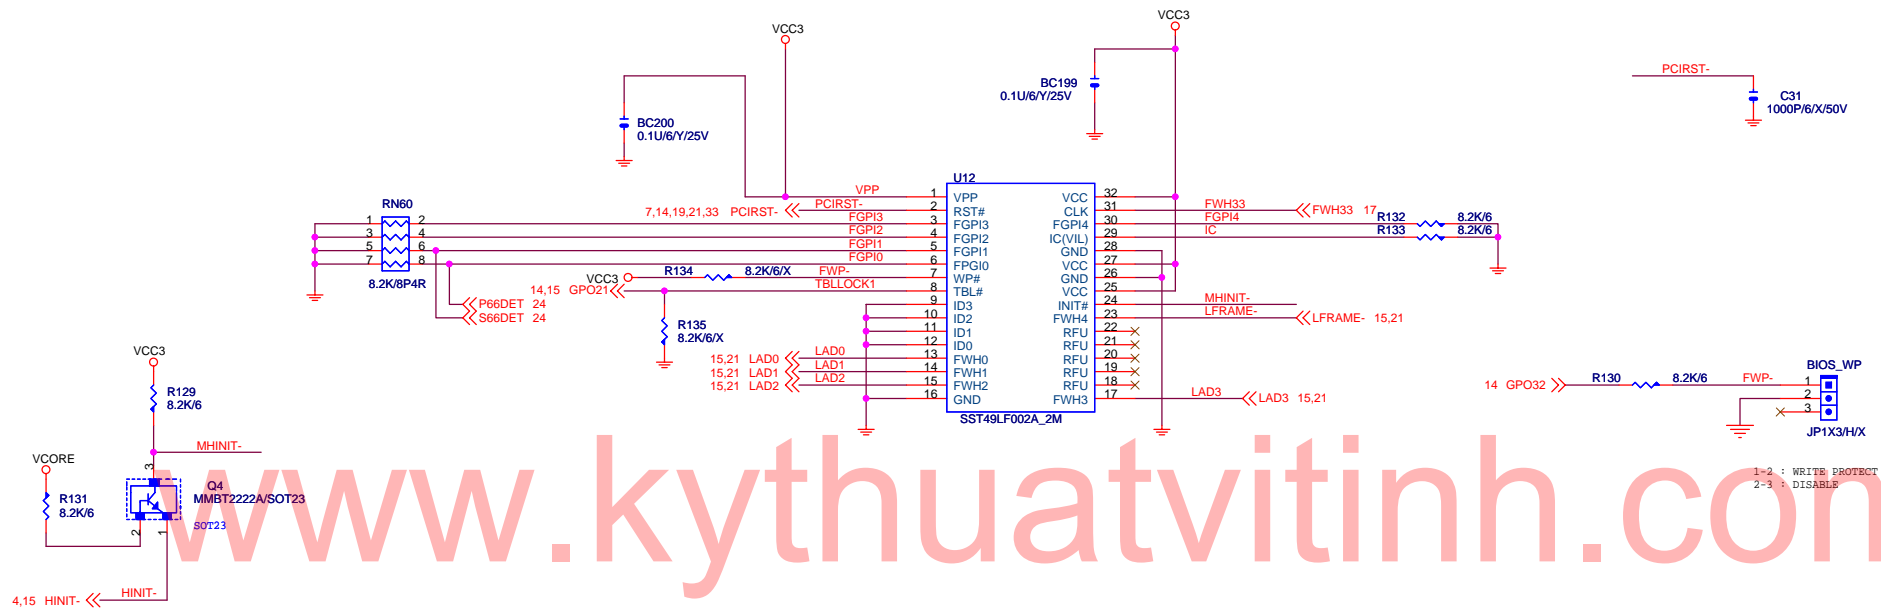 VCC3
VCC3
PCIRST-
BC199
0.1U/6/Y/25V
C31
1000P/6/X/50V
BC200
0.1U/6/Y/25V
U12
SST49LF002A_2M
VPP 1 VPP
7,14,19,21,33 PCIRST- PCIRST- 2 RST#
FGPI3 3 FGPI3
FGPI2 4 FGPI2
FGPI1 5 FGPI1
FGPI0 6 FPGI0
FWP- 7 WP#
TBLLOCK1 8 TBL#
9 ID3
10 ID2
11 ID1
12 ID0
15,21 LAD0 LAD0 13 FWH0
15,21 LAD1 LAD1 14 FWH1
15,21 LAD2 LAD2 15 FWH2
16 GND
VCC 32
CLK 31 FWH33 FWH33 17
FGPI4 30 FGPI4 R132 8.2K/6
IC(VIL) 29 IC R133 8.2K/6
GND 28
VCC 27
GND 26
VCC 25
INIT# 24 MHINIT-
FWH4 23 LFRAME- LFRAME- 15,21
RFU 22
RFU 21
RFU 20
RFU 19
RFU 18
FWH3 17 LAD3 LAD3 15,21
RN60
1 2
3 4
5 6
7 8
8.2K/8P4R
VCC3 R134 8.2K/6/X
14,15 GPO21
P66DET 24
S66DET 24
R135
8.2K/6/X
VCC3
R129
8.2K/6
MHINIT-
VCORE
R131
8.2K/6
3
Q4
MMBT2222A/SOT23
SOT23
2 1
4,15 HINIT- HINIT-
BIOS_WP
14 GPO32 R130 8.2K/6 FWP- 1
2
3
JP1X3/H/X
1-2 : WRITE PROTECT
2-3 : DISABLE
www.kythuatvitinh.com